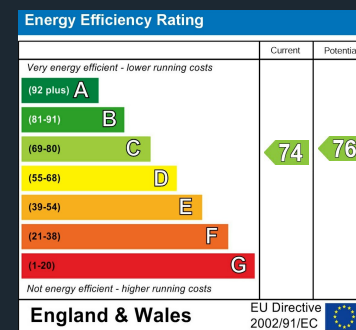 Energy Efficiency Rating
Current Potential
Very energy efficient - lower running costs
(92 plus) A
(81-91) B
(69-80) C 74 76
(55-68) D
(39-54) E
(21-38) F
(1-20) G
Not energy efficient - higher running costs
England & Wales
EU Directive
2002/91/EC